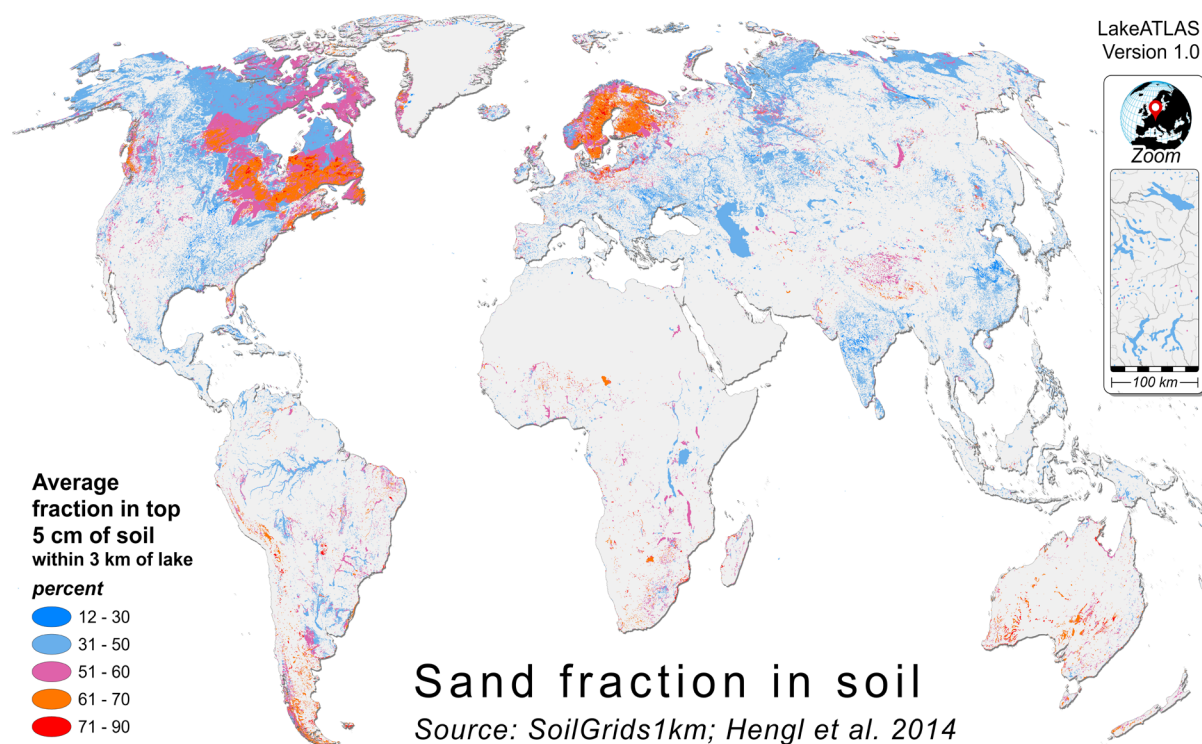 LakeATLAS
Version 1.0
Zoom
100 km
Average
fraction in top
5 cm of soil
within 3 km of lake
percent
12 - 30
31 - 50
51 - 60
61 - 70
71 - 90
Sand fraction in soil
Source: SoilGrids1km; Hengl et al. 2014